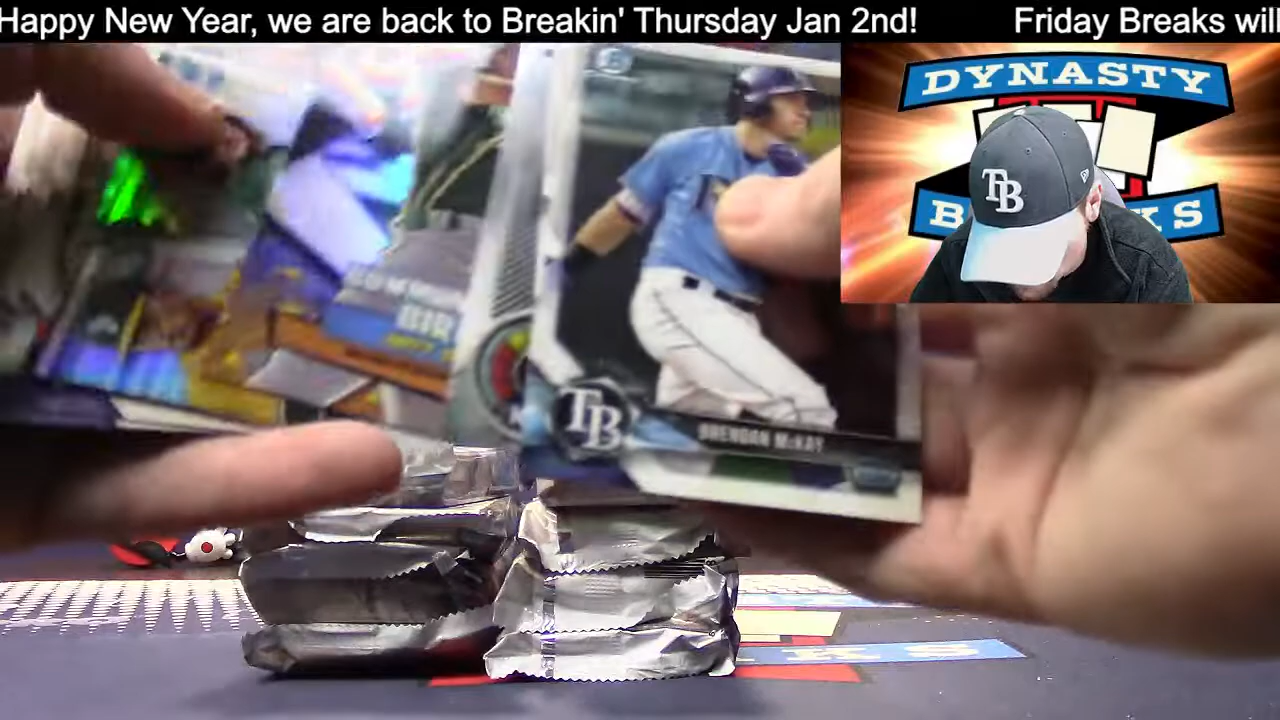 Happy New Year, we are back to Breakin' Thursday Jan 2nd! Friday Breaks will
DYNASTY
TB
TB
BRENDAN McKAY
KS